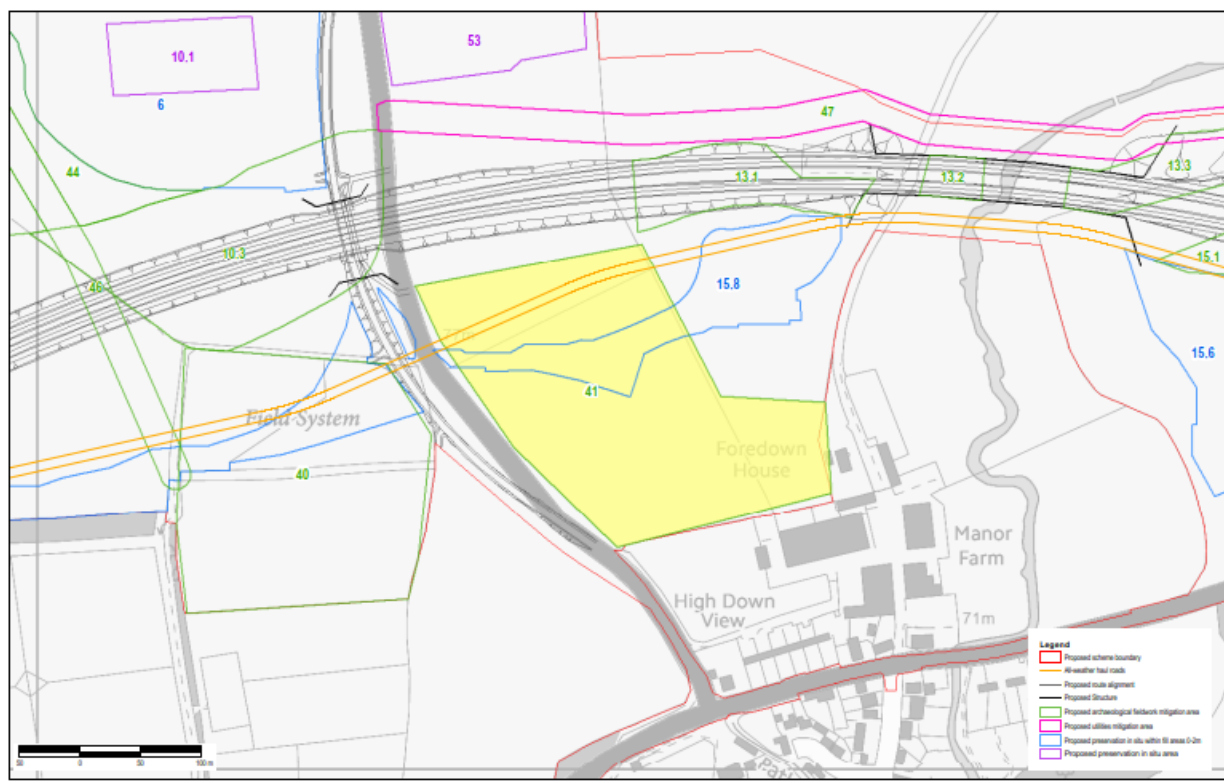 10.1
53
6
47
44
13.1
13.2
13.3
10.3
15.1
46
15.8
77m
15.6
41
Field System
Foredown
House
40
Manor
Farm
High Down
View
71m
Legend
Proposed scheme boundary
All-weather haul roads
Proposed route alignment
Proposed Structure
Proposed archaeological fieldwork mitigation area
Proposed utilities mitigation area
Proposed preservation in situ within fill areas 0-2m
Proposed preservation in situ areas
50 0 50 100 m